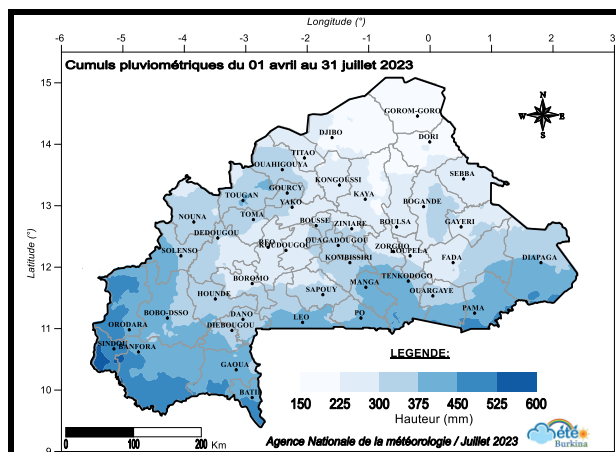 Longitude (°)
-6 -5 -4 -3 -2 -1 0 1 2 3
Cumuls pluviométriques du 01 avril au 31 juillet 2023
15
14
13
12
11
10
9
Latitude (°)
N
W E
S
GOROM-GORO
DJIBO
DORI
TITAO
OUAHIGOUYA
SEBBA
KONGOUSSI
GOURCY
TOUGAN
KAYA
YAKO
BOGANDE
NOUNA
TOMA
BOUSSE
ZINIARE
BOULSA
GAYERI
DEDOUGOU
REO
KOUDOUGOU
OUAGADOUGOU
ZORGHO
KOUPELA
SOLENSO
KOMBISSIRI
FADA
DIAPAGA
BOROMO
TENKODOGO
HOUNDE
SAPOUY
MANGA
OUARGAYE
BOBO-DSSO
DANO
LEO
PO
PAMA
ORODARA
DIEBOUGOU
SINDOU
BANFORA
GAOUA
BATIE
LEGENDE:
150 225 300 375 450 525 600
Hauteur (mm)
0 100 200 Km
Agence Nationale de la météorologie / Juillet 2023
été
Burkina